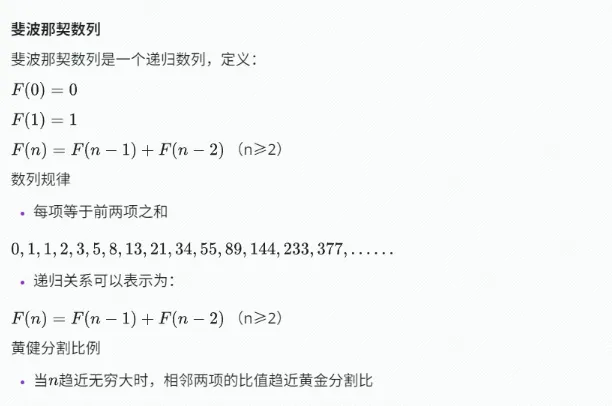 斐波那契数列
斐波那契数列是一个递归数列，定义：
F(0) = 0
F(1) = 1
F(n) = F(n − 1) + F(n − 2) （n⩾2）
数列规律
• 每项等于前两项之和
0, 1, 1, 2, 3, 5, 8, 13, 21, 34, 55, 89, 144, 233, 377, . . . . . .
• 递归关系可以表示为：
F(n) = F(n − 1) + F(n − 2) （n⩾2）
黄健分割比例
• 当n趋近无穷大时，相邻两项的比值趋近黄金分割比